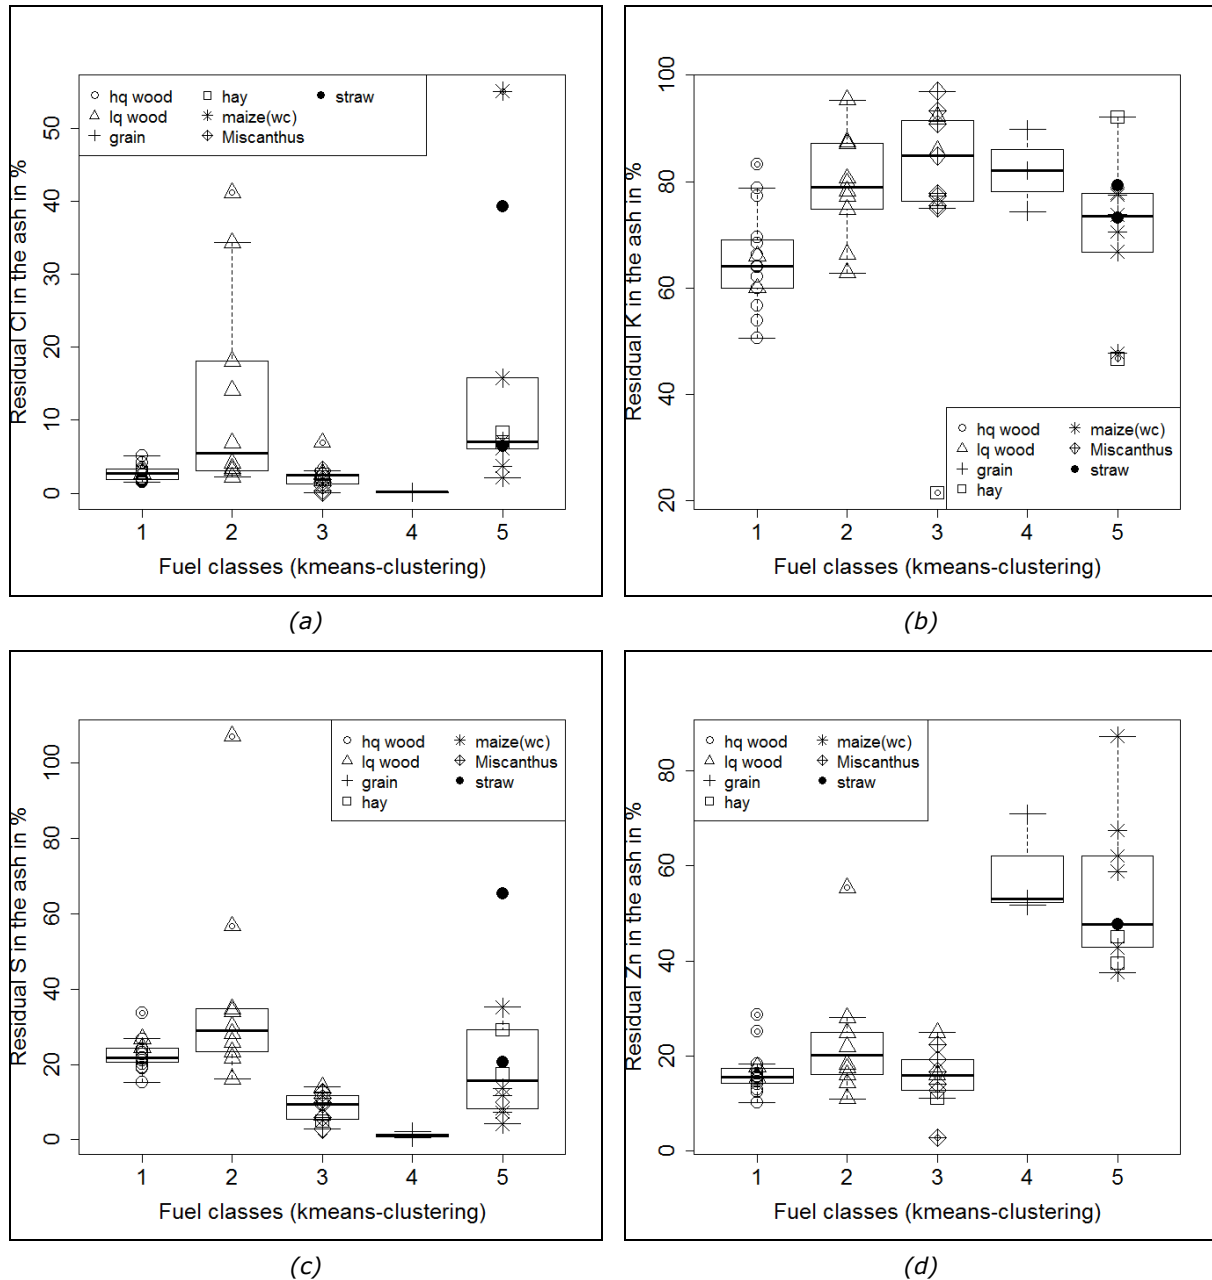 hq wood hay straw
lq wood maize(wc)
grain Miscanthus
Residual Cl in the ash in %
0 10 20 30 40 50
1 2 3 4 5
Fuel classes (kmeans-clustering)
(a)
hq wood maize(wc)
lq wood Miscanthus
grain straw
hay
Residual K in the ash in %
20 40 60 80 100
1 2 3 4 5
Fuel classes (kmeans-clustering)
(b)
hq wood maize(wc)
lq wood Miscanthus
grain straw
hay
Residual S in the ash in %
0 20 40 60 80 100
1 2 3 4 5
Fuel classes (kmeans-clustering)
(c)
hq wood maize(wc)
lq wood Miscanthus
grain straw
hay
Residual Zn in the ash in %
0 20 40 60 80
1 2 3 4 5
Fuel classes (kmeans-clustering)
(d)